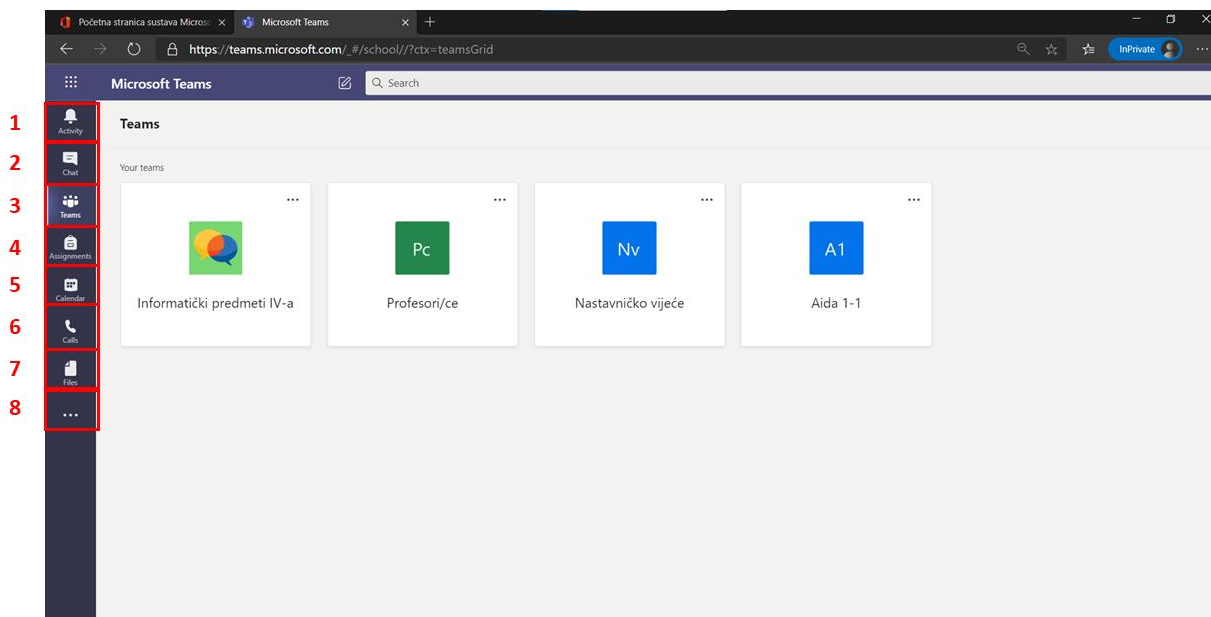 Početna stranica sustava Micros
Microsoft Teams
https://teams.microsoft.com/_#/school//?ctx=teamsGrid
InPrivate
Microsoft Teams
Search
1
Activity
Teams
2
Chat
Your teams
3
Teams
4
Assignments
Pc
Nv
A1
5
Calendar
Informatički predmeti IV-a
Profesori/ce
Nastavničko vijeće
Aida 1-1
6
Calls
7
Files
8